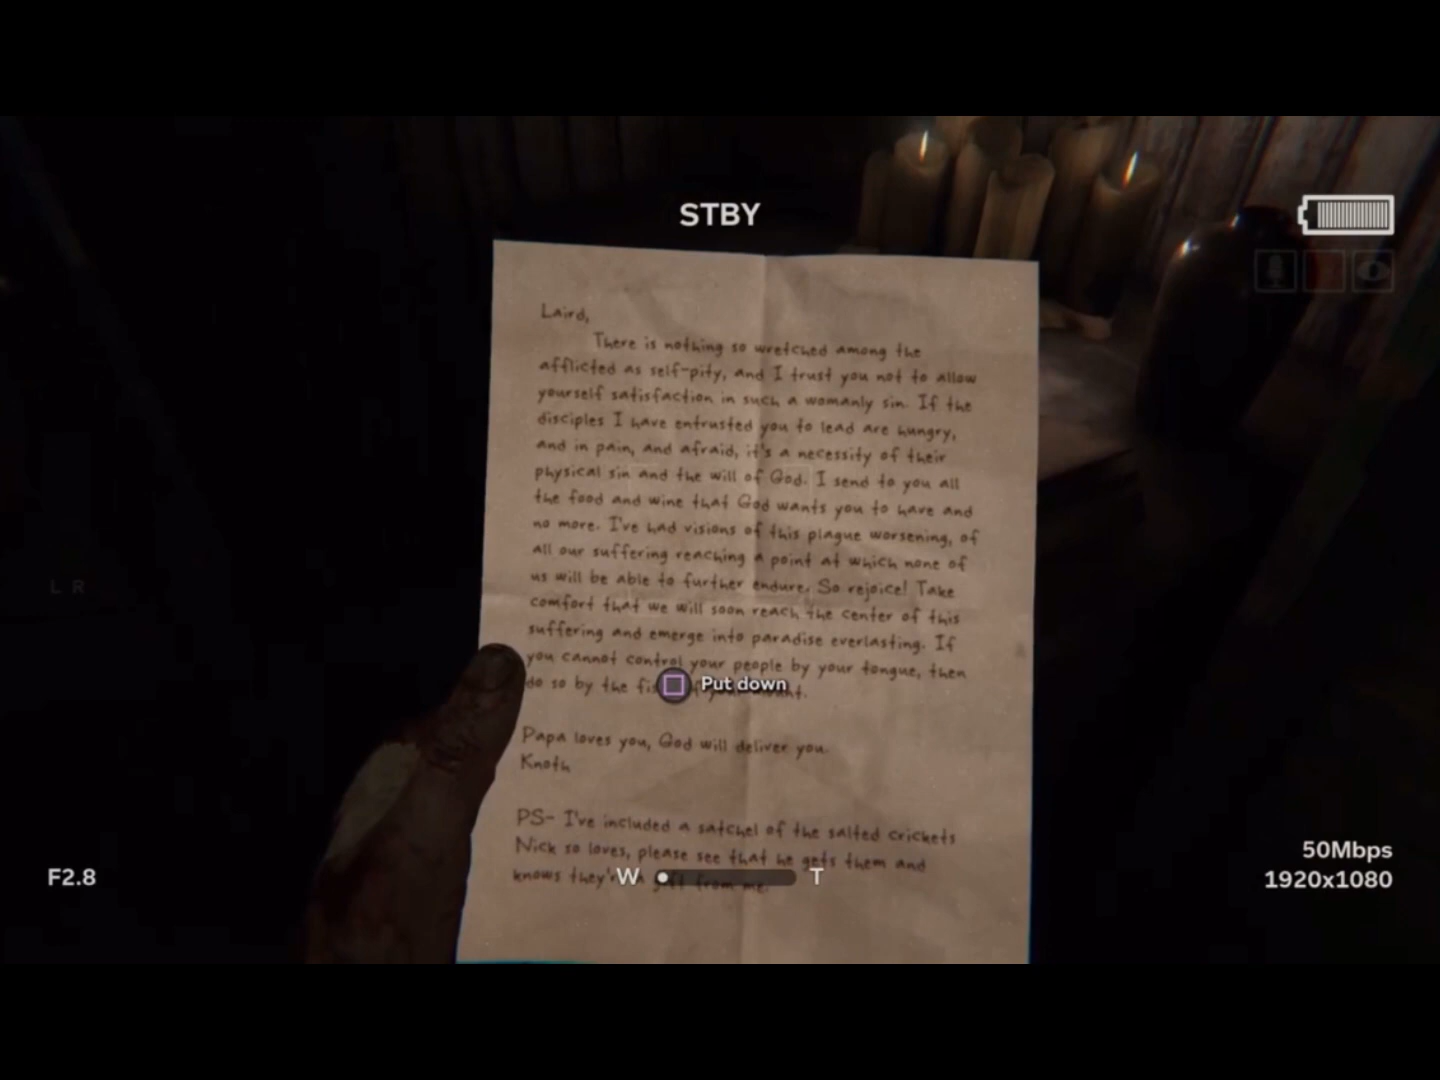 STBY
Laird,
There is nothing so wretched among the
afflicted as self-pity, and I trust you not to allow
yourself satisfaction in such a womanly sin. If the
disciples I have entrusted you to lead are hungry,
and in pain, and afraid, it's a necessity of their
physical sin and the will of God. I send to you all
the food and wine that God wants you to have and
no more. I've had visions of this plague worsening, of
all our suffering reaching a point at which none of
us will be able to further endure. So rejoice! Take
comfort that we will soon reach the center of this
suffering and emerge into paradise everlasting. If
you cannot control your people by your tongue, then
do so by the
Put down
Papa loves you, God will deliver you.
Knoth
PS- I've included a satchel of the salted crickets
Nick so loves, please see that he gets them and
knows they're a gift from me.
L R
F2.8
W T
50Mbps
1920x1080